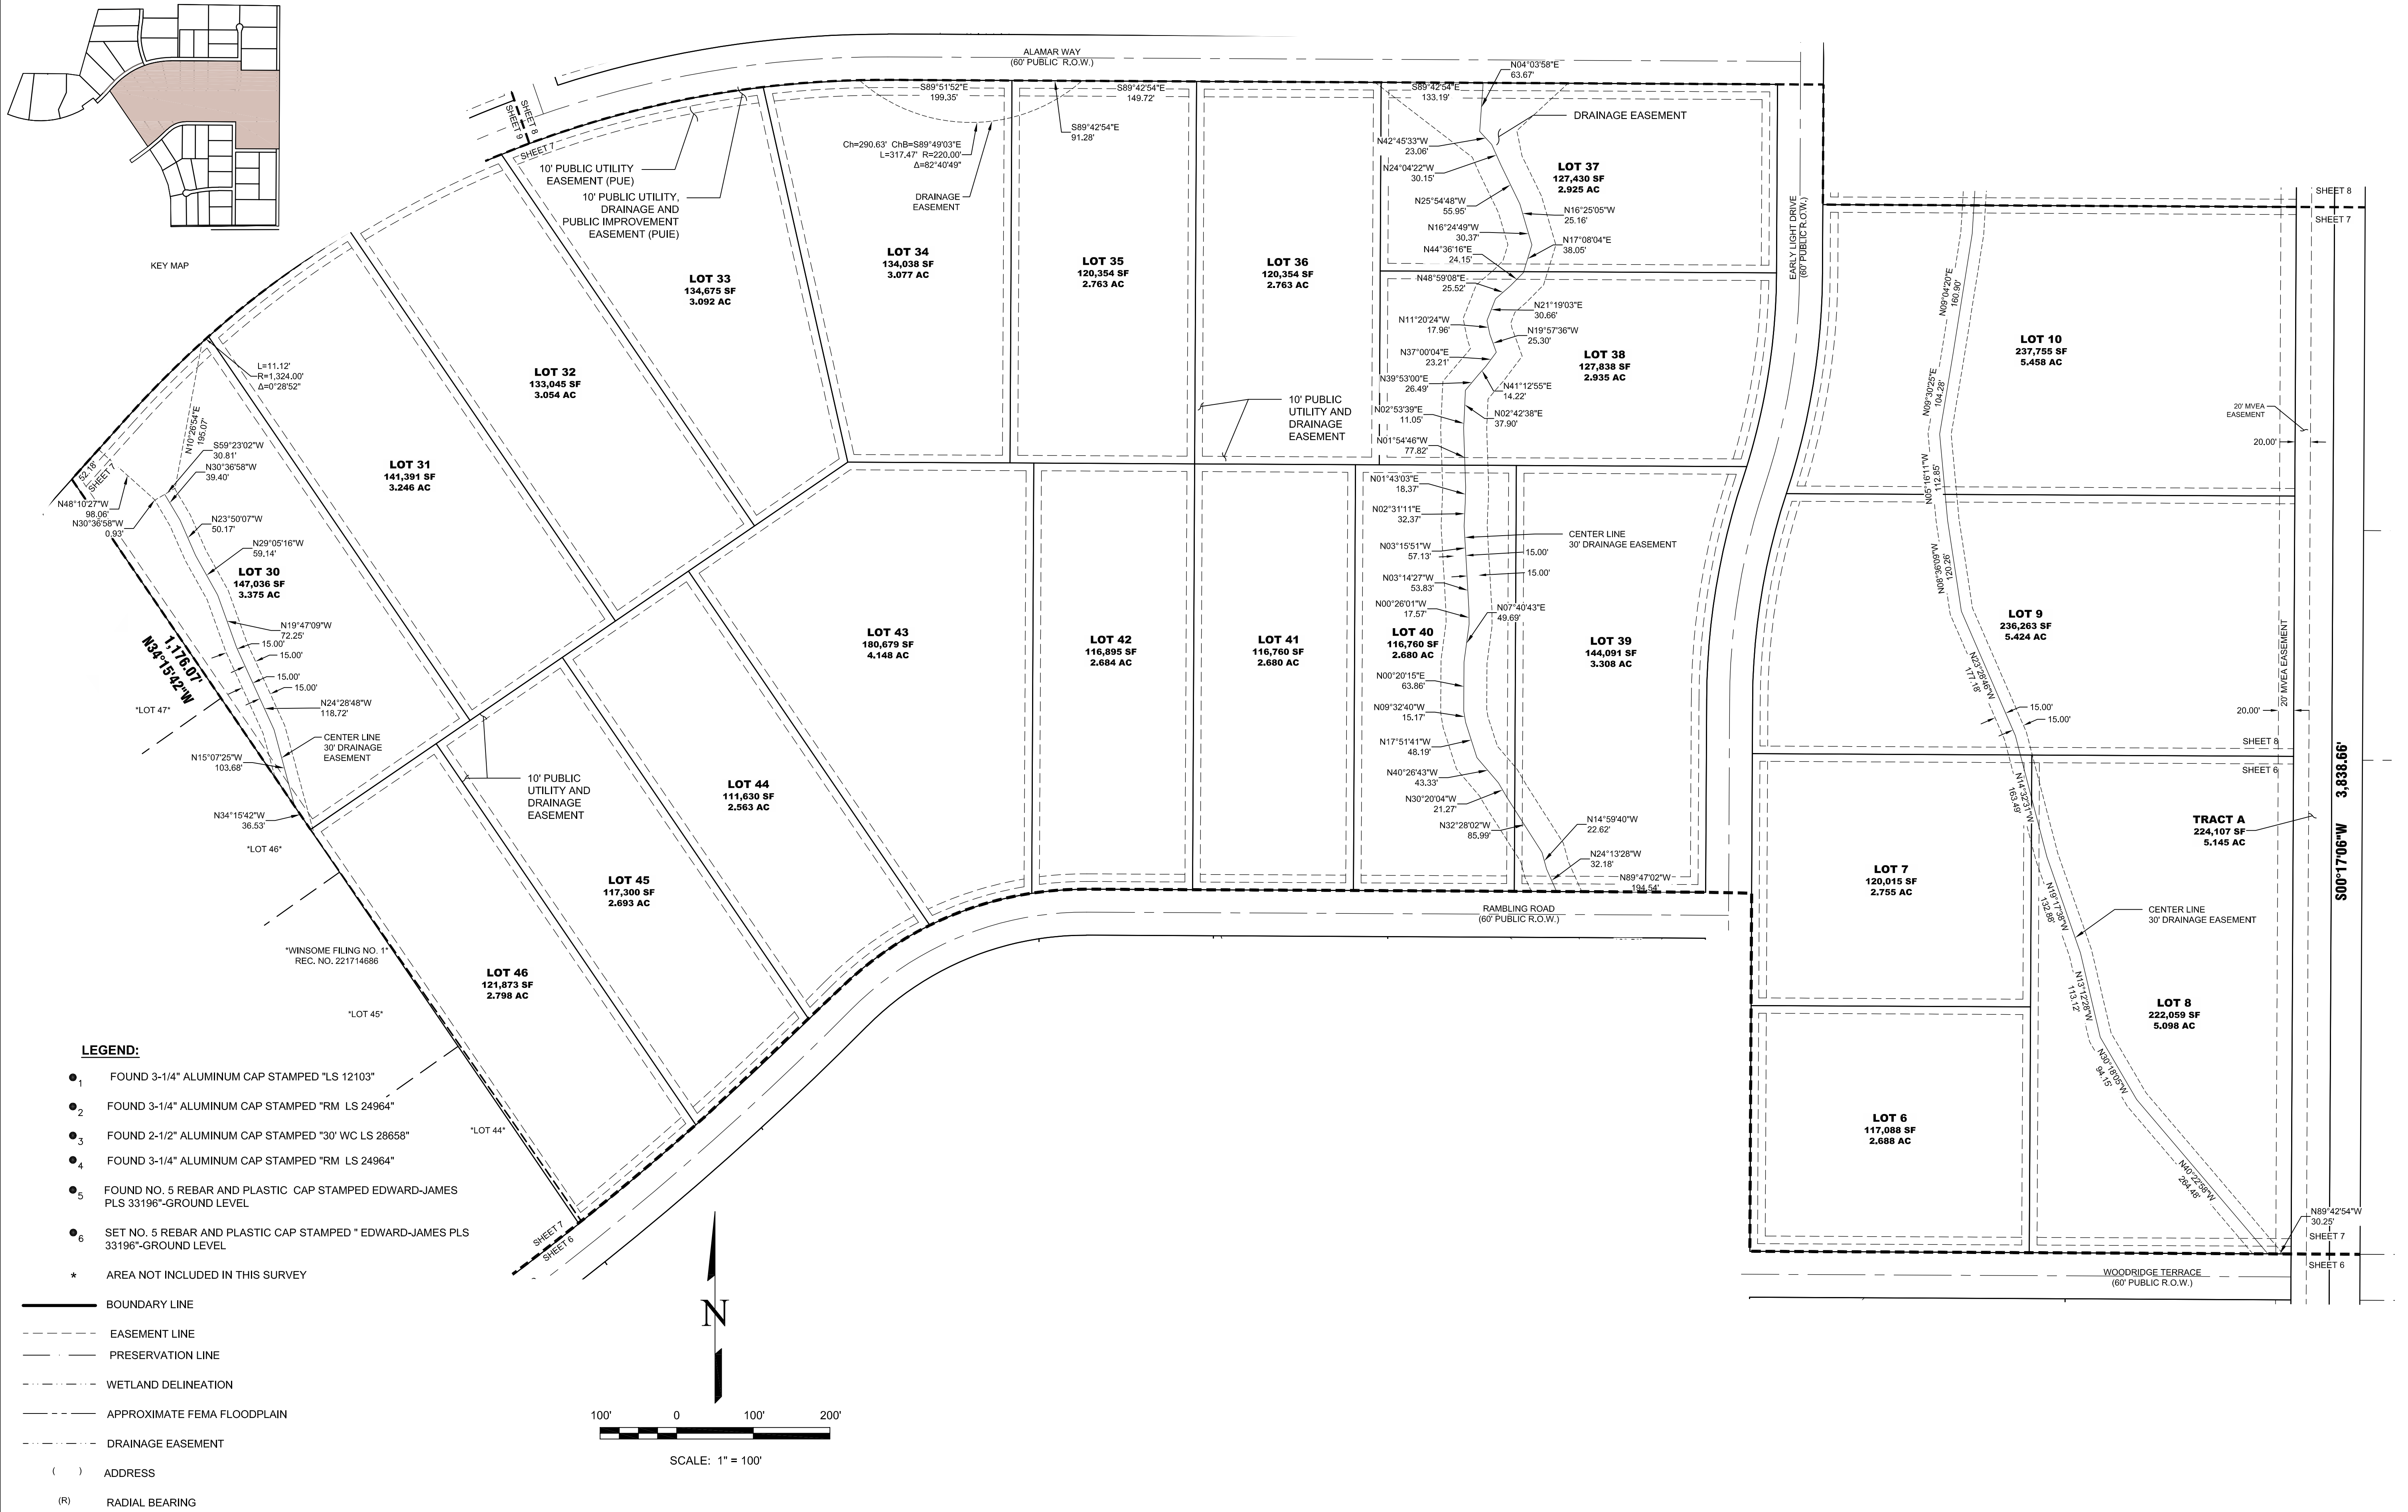 KEY MAP
ALAMAR WAY
(60' PUBLIC R.O.W.)
SHEET 8
SHEET 9
SHEET 7
10' PUBLIC UTILITY
EASEMENT (PUE)
10' PUBLIC UTILITY,
DRAINAGE AND
PUBLIC IMPROVEMENT
EASEMENT (PUIE)
S89°51'52"E
199.35'
Ch=290.63' ChB=S89°49'03"E
L=317.47' R=220.00'
Δ=82°40'49"
DRAINAGE
EASEMENT
S89°42'54"E
149.72'
S89°42'54"E
91.28'
S89°42'54"E
133.19'
N04°03'58"E
63.67'
DRAINAGE EASEMENT
N42°45'33"W
23.06'
N24°04'22"W
30.15'
N25°54'48"W
55.95'
N16°25'05"W
25.16'
N16°24'49"W
30.37'
N17°08'04"E
38.05'
N44°36'16"E
24.15'
N48°59'08"E
25.52'
N21°19'03"E
30.66'
N11°20'24"W
17.96'
N19°57'36"W
25.30'
N37°00'04"E
23.21'
N39°53'00"E
26.49'
N41°12'55"E
14.22'
N02°53'39"E
11.05'
N02°42'38"E
37.90'
N01°54'46"W
77.82'
LOT 37
127,430 SF
2.925 AC
LOT 38
127,838 SF
2.935 AC
LOT 36
120,354 SF
2.763 AC
LOT 35
120,354 SF
2.763 AC
LOT 34
134,038 SF
3.077 AC
LOT 33
134,675 SF
3.092 AC
LOT 32
133,045 SF
3.054 AC
LOT 31
141,391 SF
3.246 AC
10' PUBLIC
UTILITY AND
DRAINAGE
EASEMENT
EARLY LIGHT DRIVE
(60' PUBLIC R.O.W.)
SHEET 8
SHEET 7
N09°04'20"E
160.90'
N09°30'25"E
104.28'
N05°16'11"W
112.85'
LOT 10
237,755 SF
5.458 AC
20' MVEA
EASEMENT
20.00'
L=11.12'
R=1,324.00'
Δ=0°28'52"
N10°26'54"E
195.07'
52.18'
SHEET 7
S59°23'02"W
30.81'
N30°36'58"W
39.40'
N48°10'27"W
98.06'
N30°36'58"W
0.93'
N23°50'07"W
50.17'
N29°05'16"W
59.14'
LOT 30
147,036 SF
3.375 AC
N19°47'09"W
72.25'
15.00'
15.00'
15.00'
15.00'
N24°28'48"W
118.72'
CENTER LINE
30' DRAINAGE
EASEMENT
N15°07'25"W
103.68'
N34°15'42"W
36.53'
1,176.07'
N34°15'42"W
*LOT 47*
*LOT 46*
*WINSOME FILING NO. 1*
REC. NO. 221714686
*LOT 45*
*LOT 44*
LOT 43
180,679 SF
4.148 AC
LOT 42
116,895 SF
2.684 AC
LOT 41
116,760 SF
2.680 AC
LOT 40
116,760 SF
2.680 AC
LOT 39
144,091 SF
3.308 AC
N01°43'03"E
18.37'
N02°31'11"E
32.37'
CENTER LINE
30' DRAINAGE EASEMENT
N03°15'51"W
57.13'
15.00'
15.00'
N03°14'27"W
53.83'
N00°26'01"W
17.57'
N07°40'43"E
49.69'
N00°20'15"E
63.86'
N09°32'40"W
15.17'
N17°51'41"W
48.19'
N40°26'43"W
43.33'
N30°20'04"W
21.27'
N32°28'02"W
85.99'
N14°59'40"W
22.62'
N24°13'28"W
32.18'
N89°47'02"W
194.54'
RAMBLING ROAD
(60' PUBLIC R.O.W.)
LOT 44
111,630 SF
2.563 AC
10' PUBLIC
UTILITY AND
DRAINAGE
EASEMENT
LOT 45
117,300 SF
2.693 AC
LOT 46
121,873 SF
2.798 AC
SHEET 7
SHEET 6
N08°36'09"W
120.26'
LOT 9
236,263 SF
5.424 AC
N23°28'46"W
177.18'
15.00'
15.00'
20' MVEA EASEMENT
20.00'
SHEET 8
SHEET 6
S00°17'06"W 3,838.66'
N14°32'31"W
163.49'
TRACT A
224,107 SF
5.145 AC
LOT 7
120,015 SF
2.755 AC
N19°17'38"W
132.88'
CENTER LINE
30' DRAINAGE EASEMENT
N13°12'28"W
113.12'
LOT 8
222,059 SF
5.098 AC
N30°18'05"W
94.15'
LOT 6
117,088 SF
2.688 AC
N40°22'58"W
264.48'
N89°42'54"W
30.25'
SHEET 7
SHEET 6
WOODRIDGE TERRACE
(60' PUBLIC R.O.W.)
LEGEND:
1 FOUND 3-1/4" ALUMINUM CAP STAMPED "LS 12103"
2 FOUND 3-1/4" ALUMINUM CAP STAMPED "RM LS 24964"
3 FOUND 2-1/2" ALUMINUM CAP STAMPED "30' WC LS 28658"
4 FOUND 3-1/4" ALUMINUM CAP STAMPED "RM LS 24964"
5 FOUND NO. 5 REBAR AND PLASTIC CAP STAMPED EDWARD-JAMES
PLS 33196"-GROUND LEVEL
6 SET NO. 5 REBAR AND PLASTIC CAP STAMPED " EDWARD-JAMES PLS
33196"-GROUND LEVEL
* AREA NOT INCLUDED IN THIS SURVEY
BOUNDARY LINE
EASEMENT LINE
PRESERVATION LINE
WETLAND DELINEATION
APPROXIMATE FEMA FLOODPLAIN
DRAINAGE EASEMENT
( ) ADDRESS
(R) RADIAL BEARING
N
100' 0 100' 200'
SCALE: 1" = 100'